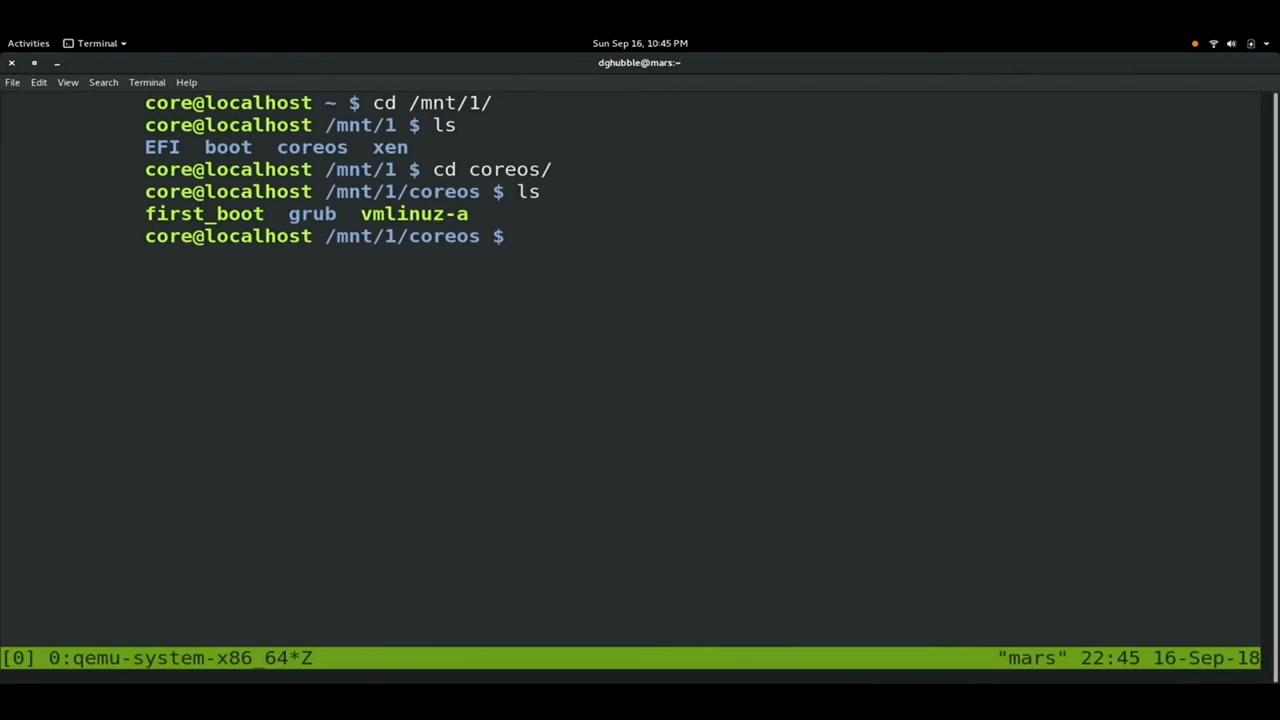 Activities Terminal Sun Sep 16, 10:45 PM
dghubble@mars:~
File Edit View Search Terminal Help
core@localhost ~ $ cd /mnt/1/
core@localhost /mnt/1 $ ls
EFI boot coreos xen
core@localhost /mnt/1 $ cd coreos/
core@localhost /mnt/1/coreos $ ls
first_boot grub vmlinuz-a
core@localhost /mnt/1/coreos $
[0] 0:qemu-system-x86_64*Z "mars" 22:45 16-Sep-18